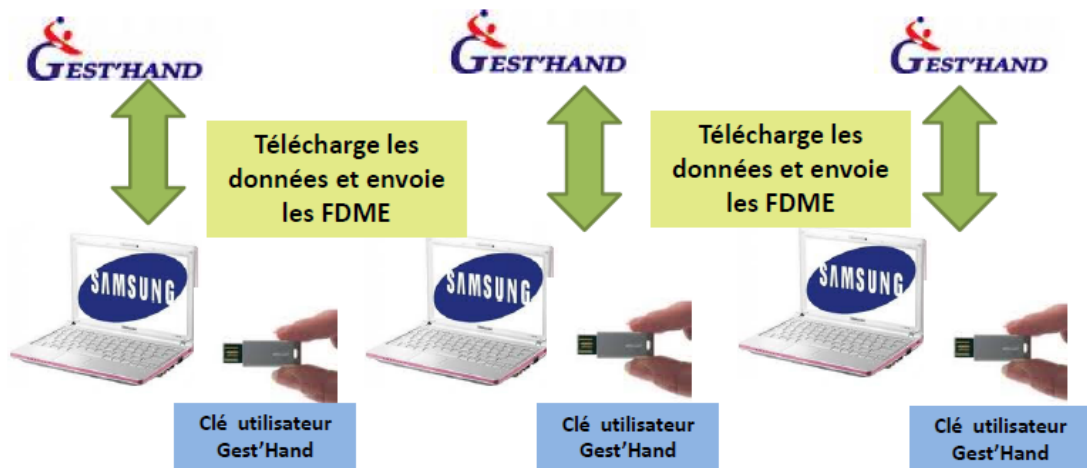 GEST'HAND
GEST'HAND
GEST'HAND
Télécharge les
données et envoie
les FDME
Télécharge les
données et envoie
les FDME
SAMSUNG
SAMSUNG
SAMSUNG
Clé utilisateur
Gest'Hand
Clé utilisateur
Gest'Hand
Clé utilisateur
Gest'Hand